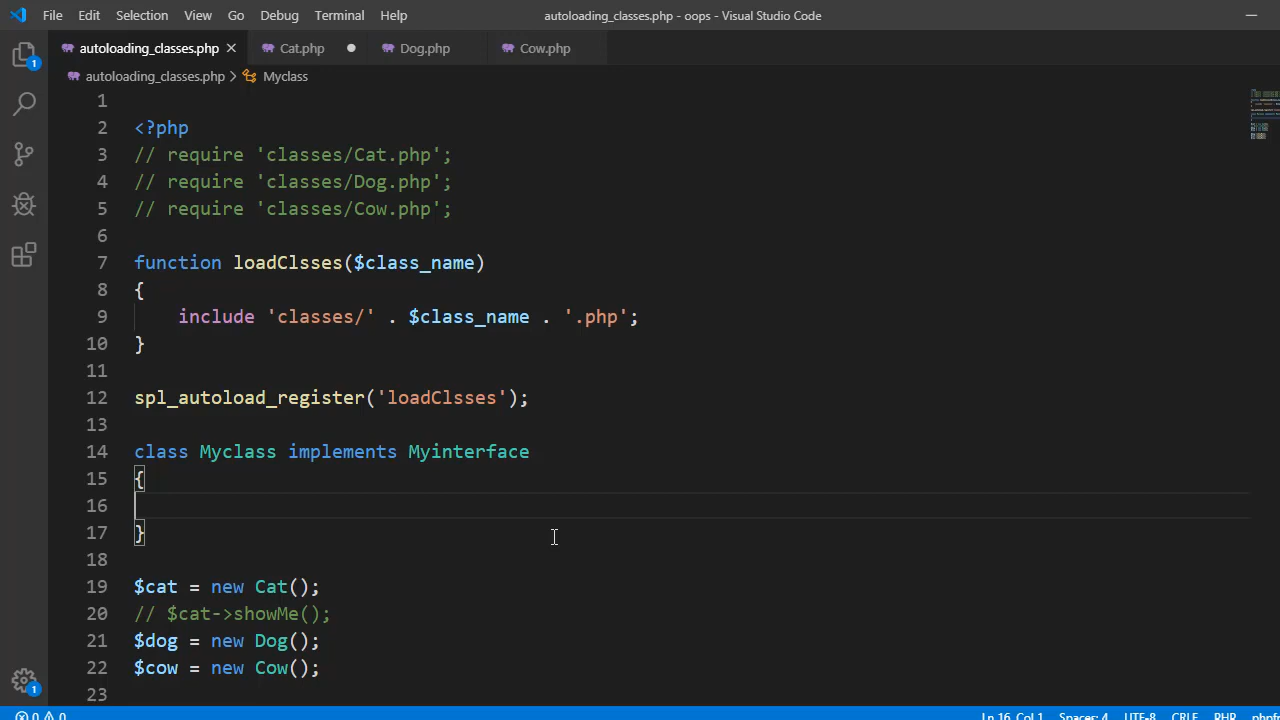 File Edit Selection View Go Debug Terminal Help autoloading_classes.php - oops - Visual Studio Code
autoloading_classes.php Cat.php Dog.php Cow.php
autoloading_classes.php Myclass
1
2 <?php
3 // require 'classes/Cat.php';
4 // require 'classes/Dog.php';
5 // require 'classes/Cow.php';
6
7 function loadClsses($class_name)
8 {
9 include 'classes/' . $class_name . '.php';
10 }
11
12 spl_autoload_register('loadClsses');
13
14 class Myclass implements Myinterface
15 {
16
17 }
18
19 $cat = new Cat();
20 // $cat->showMe();
21 $dog = new Dog();
22 $cow = new Cow();
23
1
1
0 0 Ln 16, Col 1 Spaces: 4 UTF-8 CRLF PHP